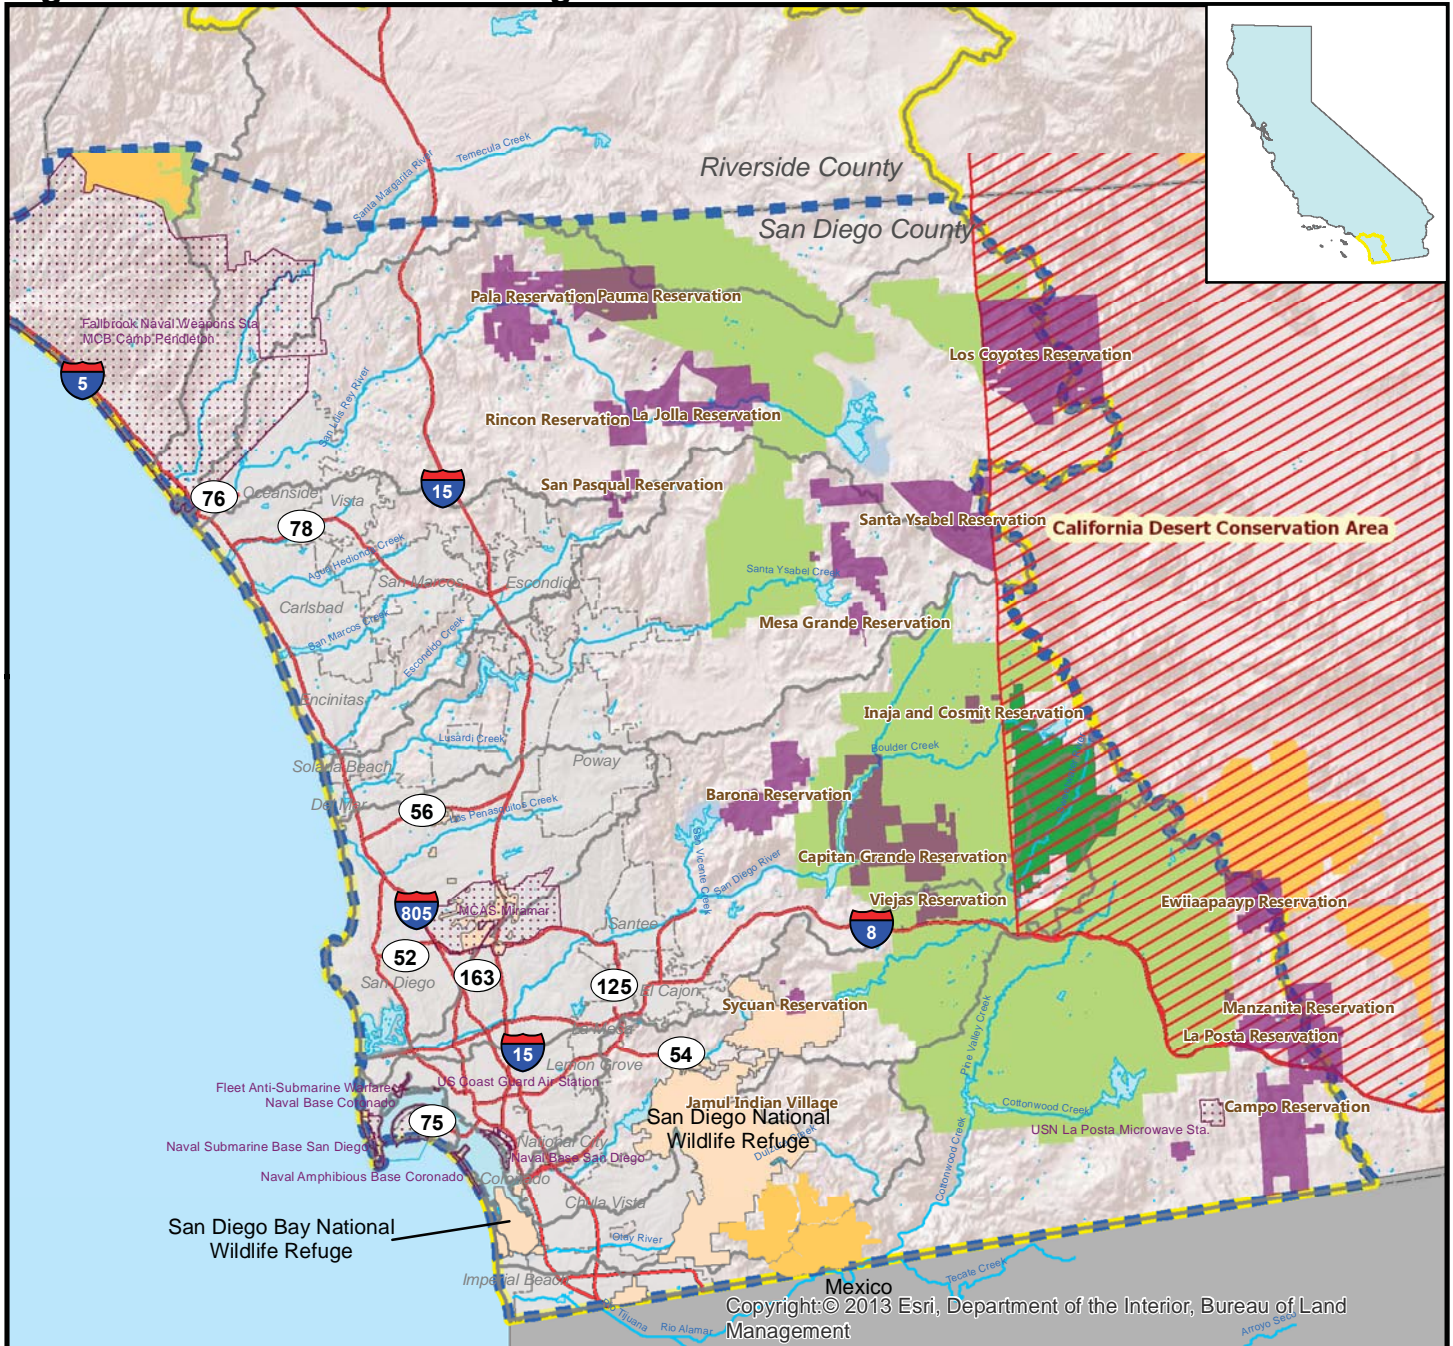 Riverside County
San Diego County
Temecula Creek
Santa Margarita River
Pala Reservation
Pauma Reservation
Fallbrook Naval Weapons Sta
MCB Camp Pendleton
Los Coyotes Reservation
5
San Luis Rey River
Rincon Reservation
La Jolla Reservation
15
San Pasqual Reservation
76
Oceanside
Vista
78
Santa Ysabel Reservation
California Desert Conservation Area
Agua Hedionda Creek
San Marcos
Escondido
Santa Ysabel Creek
Carlsbad
San Marcos Creek
Escondido Creek
Mesa Grande Reservation
Encinitas
Inaja and Cosmit Reservation
Lusardi Creek
Boulder Creek
Solana Beach
Poway
Del Mar
56
Los Penasquitos Creek
Barona Reservation
San Vicente Creek
San Diego River
Capitan Grande Reservation
Viejas Reservation
Ewiiaapaayp Reservation
805
MCAS Miramar
Santee
8
52
163
125
San Diego
El Cajon
Sycuan Reservation
Manzanita Reservation
La Posta Reservation
La Mesa
15
54
Lemon Grove
Pine Valley Creek
US Coast Guard Air Station
Fleet Anti-Submarine Warfare
Naval Base Coronado
75
Jamul Indian Village
San Diego National
Wildlife Refuge
Dulzura Creek
Cottonwood Creek
Campo Reservation
USN La Posta Microwave Sta.
Naval Submarine Base San Diego
National City
Naval Base San Diego
Naval Amphibious Base Coronado
Coronado
Cottonwood Creek
Chula Vista
San Diego Bay National
Wildlife Refuge
Otay River
Imperial Beach
Mexico
Tecate Creek
Rio Tijuana
Rio Alamar
Arroyo Seco
Copyright:© 2013 Esri, Department of the Interior, Bureau of Land
Management